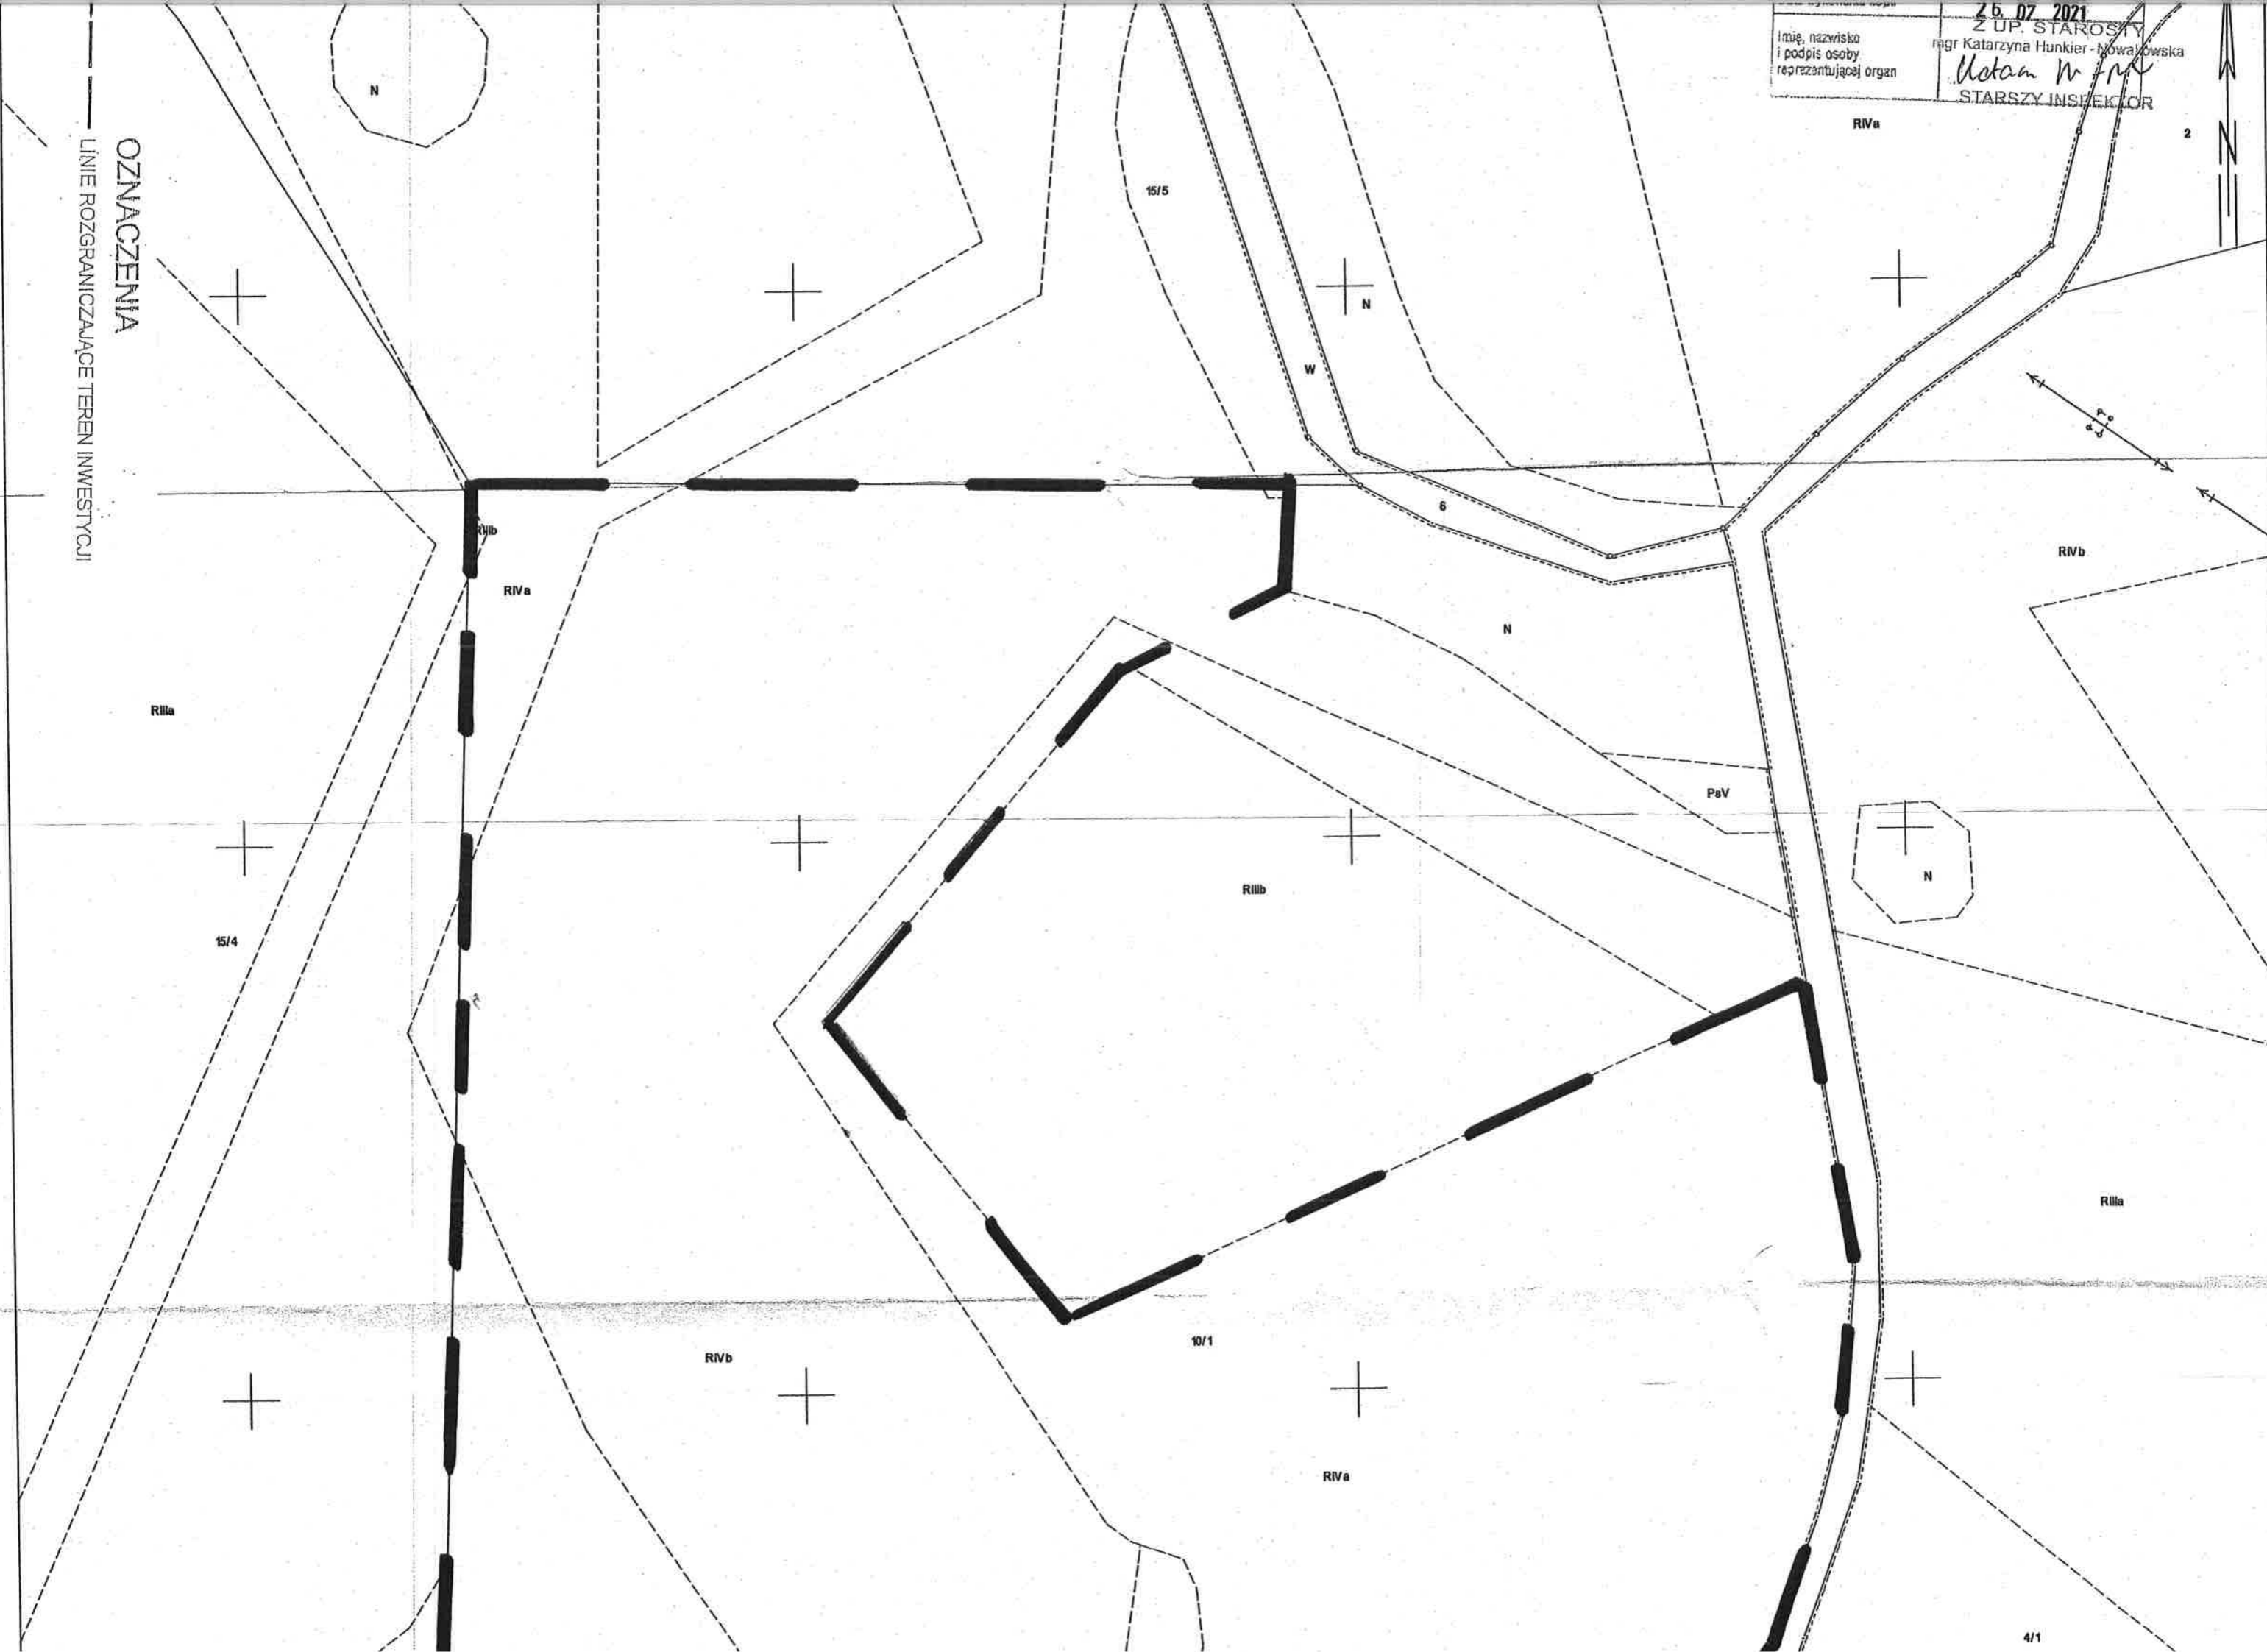 26. 07 2021
Z UP. STAROSTY
Imię, nazwisko
i podpis osoby
reprezentującej organ
mgr Katarzyna Hunkier-Nowakowska
STARSZY INSPEKTOR
OZNACZENIA
LINIE ROZGRANICZAJĄCE TEREN INWESTYCJI
N
RIVa
2
N
15/5
N
W
6
RIIIb
RIVa
RIVb
N
RIIIa
PsV
N
RIIIb
15/4
RIIIa
10/1
RIVb
RIVa
4/1